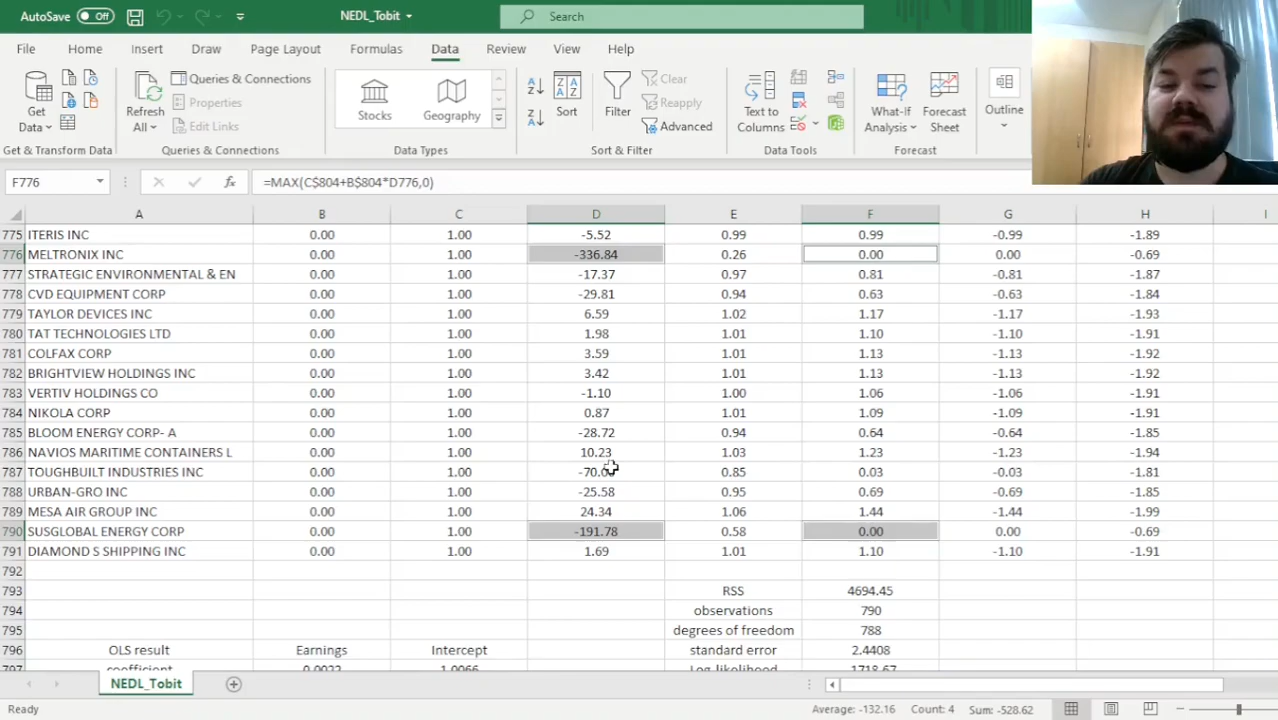 AutoSave Off NEDL_Tobit Search
File Home Insert Draw Page Layout Formulas Data Review View Help
Get Data Refresh All Queries & Connections Properties Edit Links Stocks Geography Sort Filter Clear Reapply Advanced Text to Columns What-If Analysis Forecast Sheet Outline
Get & Transform Data Queries & Connections Data Types Sort & Filter Data Tools Forecast
F776 fx =MAX(C$804+B$804*D776,0)
A B C D E F G H I
775 ITERIS INC 0.00 1.00 -5.52 0.99 0.99 -0.99 -1.89
776 MELTRONIX INC 0.00 1.00 -336.84 0.26 0.00 0.00 -0.69
777 STRATEGIC ENVIRONMENTAL & EN 0.00 1.00 -17.37 0.97 0.81 -0.81 -1.87
778 CVD EQUIPMENT CORP 0.00 1.00 -29.81 0.94 0.63 -0.63 -1.84
779 TAYLOR DEVICES INC 0.00 1.00 6.59 1.02 1.17 -1.17 -1.93
780 TAT TECHNOLOGIES LTD 0.00 1.00 1.98 1.01 1.10 -1.10 -1.91
781 COLFAX CORP 0.00 1.00 3.59 1.01 1.13 -1.13 -1.92
782 BRIGHTVIEW HOLDINGS INC 0.00 1.00 3.42 1.01 1.13 -1.13 -1.92
783 VERTIV HOLDINGS CO 0.00 1.00 -1.10 1.00 1.06 -1.06 -1.91
784 NIKOLA CORP 0.00 1.00 0.87 1.01 1.09 -1.09 -1.91
785 BLOOM ENERGY CORP- A 0.00 1.00 -28.72 0.94 0.64 -0.64 -1.85
786 NAVIOS MARITIME CONTAINERS L 0.00 1.00 10.23 1.03 1.23 -1.23 -1.94
787 TOUGHBUILT INDUSTRIES INC 0.00 1.00 0.85 0.03 -0.03 -1.81
788 URBAN-GRO INC 0.00 1.00 -25.58 0.95 0.69 -0.69 -1.85
789 MESA AIR GROUP INC 0.00 1.00 24.34 1.06 1.44 -1.44 -1.99
790 SUSGLOBAL ENERGY CORP 0.00 1.00 -191.78 0.58 0.00 0.00 -0.69
791 DIAMOND S SHIPPING INC 0.00 1.00 1.69 1.01 1.10 -1.10 -1.91
792
793 RSS 4694.45
794 observations 790
795 degrees of freedom 788
796 OLS result Earnings Intercept standard error 2.4408
797 coefficient 0.0022 1.0066 Log-likelihood -1718.67
NEDL_Tobit
Ready Average: -132.16 Count: 4 Sum: -528.62